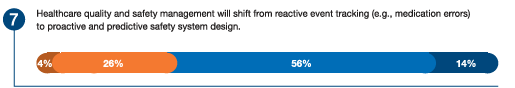 7
Healthcare quality and safety management will shift from reactive event tracking (e.g., medication errors)
to proactive and predictive safety system design.
4% 26% 56% 14%